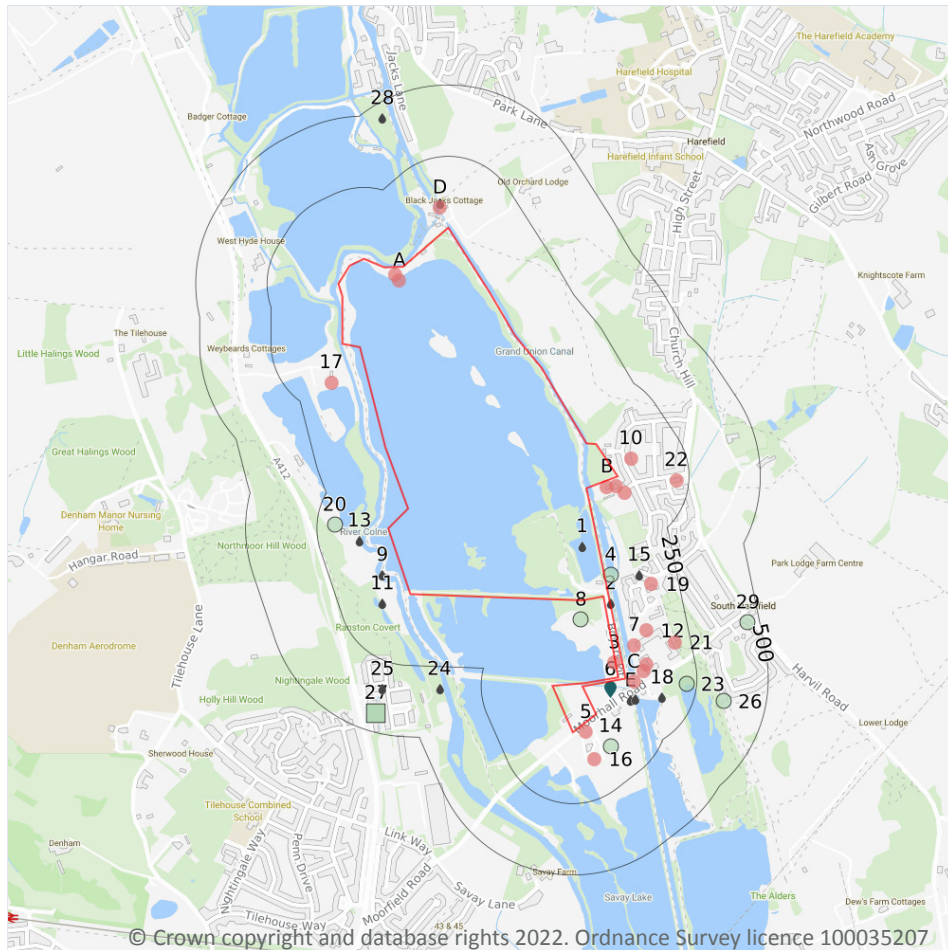 The Harefield Academy
Jacks Lane
Harefield Hospital
28
Badger Cottage
Park Lane
Northwood Road
Harefield
Ash Grove
Harefield Infant School
High Street
Gilbert Road
D
Old Orchard Lodge
Black Jacks Cottage
West Hyde House
A
Knightscote Farm
The Tilehouse
Church Hill
Little Halings Wood
Weybeards Cottages
Grand Union Canal
17
10
Great Halings Wood
A412
B
22
20
13
Denham Manor Nursing
Home
River Colne
Northmoor Hill Wood
1
250
Hangar Road
9
4
15
Park Lodge Farm Centre
11
2
19
8
29
South Harefield
Tilehouse Lane
Ranston Covert
7
12
21
500
Denham Aerodrome
3
C
Harvil Road
25
24
Nightingale Wood
6
E
18
23
27
Holly Hill Wood
Moorhall Road
26
5
14
Lower Lodge
Sherwood House
16
Tilehouse Combined
School
Nightingale Way
Link Way
Penn Drive
Denham
Savay Farm
Moorfield Road
Savay Lane
The Alders
Savay Lake
Dew's Farm Cottages
Tilehouse Way
43 & 45
© Crown copyright and database rights 2022. Ordnance Survey licence 100035207